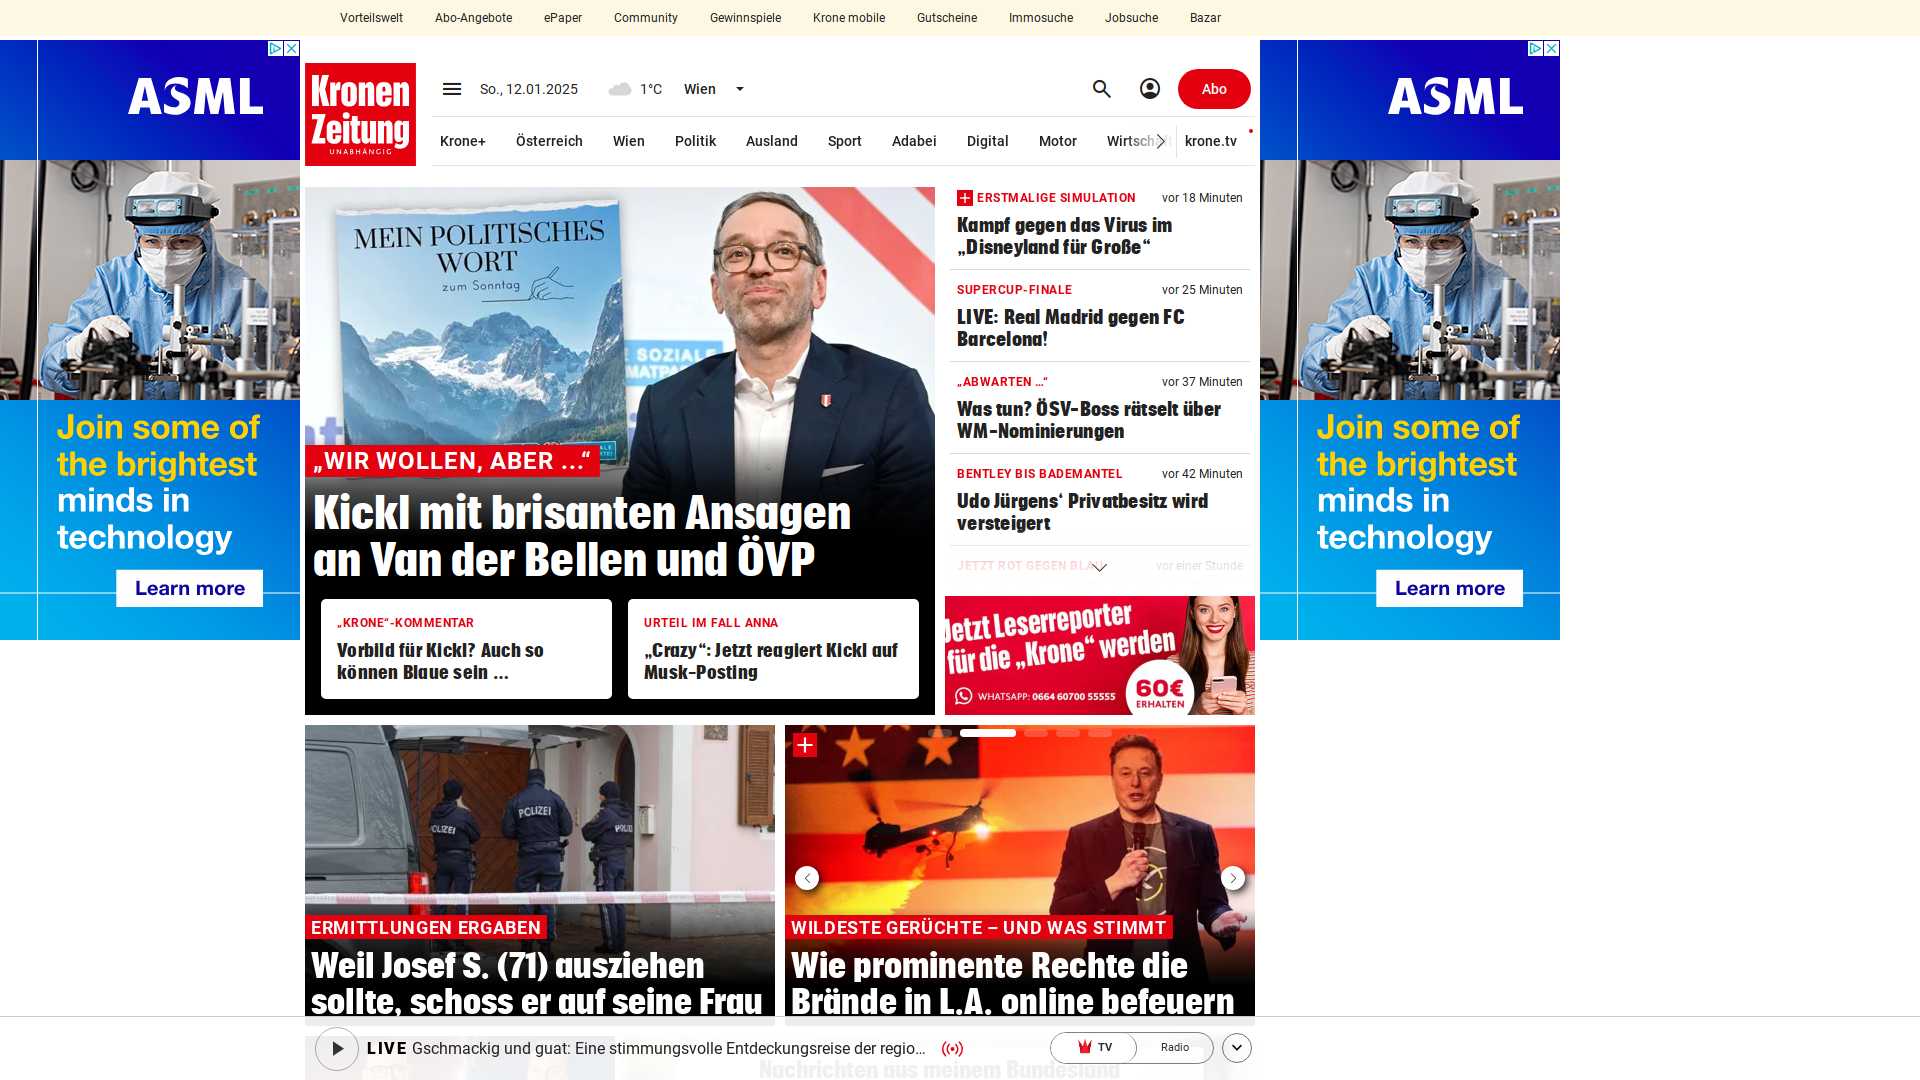 Vorteilswelt Abo-Angebote ePaper Community Gewinnspiele Krone mobile Gutscheine Immosuche Jobsuche Bazar
ASML
Join some of
the brightest
minds in
technology
Learn more
Kronen
Zeitung
UNABHÄNGIG
So., 12.01.2025 1°C Wien Abo
Krone+ Österreich Wien Politik Ausland Sport Adabei Digital Motor Wirtschaft krone.tv
MEIN POLITISCHES
WORT
zum Sonntag
E SOZIALE
„WIR WOLLEN, ABER ...“
Kickl mit brisanten Ansagen
an Van der Bellen und ÖVP
„KRONE“-KOMMENTAR
Vorbild für Kickl? Auch so
können Blaue sein ...
URTEIL IM FALL ANNA
„Crazy“: Jetzt reagiert Kickl auf
Musk-Posting
ERSTMALIGE SIMULATION vor 18 Minuten
Kampf gegen das Virus im
„Disneyland für Große“
SUPERCUP-FINALE vor 25 Minuten
LIVE: Real Madrid gegen FC
Barcelona!
„ABWARTEN ...“ vor 37 Minuten
Was tun? ÖSV-Boss rätselt über
WM-Nominierungen
BENTLEY BIS BADEMANTEL vor 42 Minuten
Udo Jürgens‘ Privatbesitz wird
versteigert
JETZT ROT GEGEN BLAU vor einer Stunde
Jetzt Leserreporter
für die „Krone“ werden
WHATSAPP: 0664 60700 55555
60€
ERHALTEN
ASML
Join some of
the brightest
minds in
technology
Learn more
POLIZEI
POLIZEI
ERMITTLUNGEN ERGABEN
Weil Josef S. (71) ausziehen
sollte, schoss er auf seine Frau
WILDESTE GERÜCHTE – UND WAS STIMMT
Wie prominente Rechte die
Brände in L.A. online befeuern
LIVE Gschmackig und guat: Eine stimmungsvolle Entdeckungsreise der regio... TV Radio
Nachrichten aus meinem Bundesland